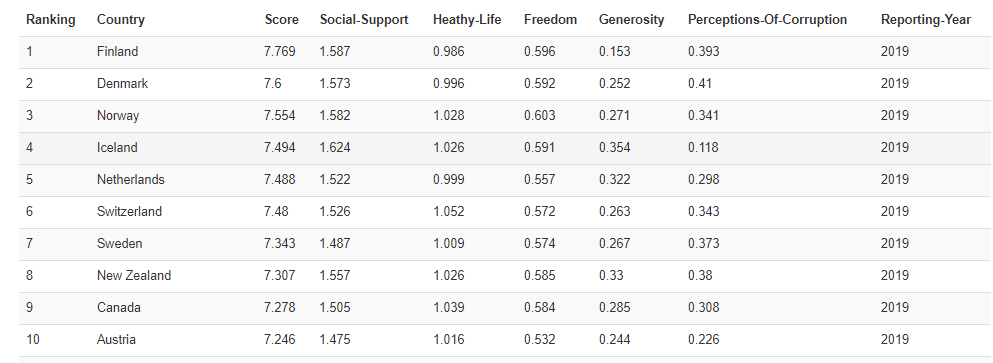 Ranking Country Score Social-Support Heathy-Life Freedom Generosity Perceptions-Of-Corruption Reporting-Year
1 Finland 7.769 1.587 0.986 0.596 0.153 0.393 2019
2 Denmark 7.6 1.573 0.996 0.592 0.252 0.41 2019
3 Norway 7.554 1.582 1.028 0.603 0.271 0.341 2019
4 Iceland 7.494 1.624 1.026 0.591 0.354 0.118 2019
5 Netherlands 7.488 1.522 0.999 0.557 0.322 0.298 2019
6 Switzerland 7.48 1.526 1.052 0.572 0.263 0.343 2019
7 Sweden 7.343 1.487 1.009 0.574 0.267 0.373 2019
8 New Zealand 7.307 1.557 1.026 0.585 0.33 0.38 2019
9 Canada 7.278 1.505 1.039 0.584 0.285 0.308 2019
10 Austria 7.246 1.475 1.016 0.532 0.244 0.226 2019